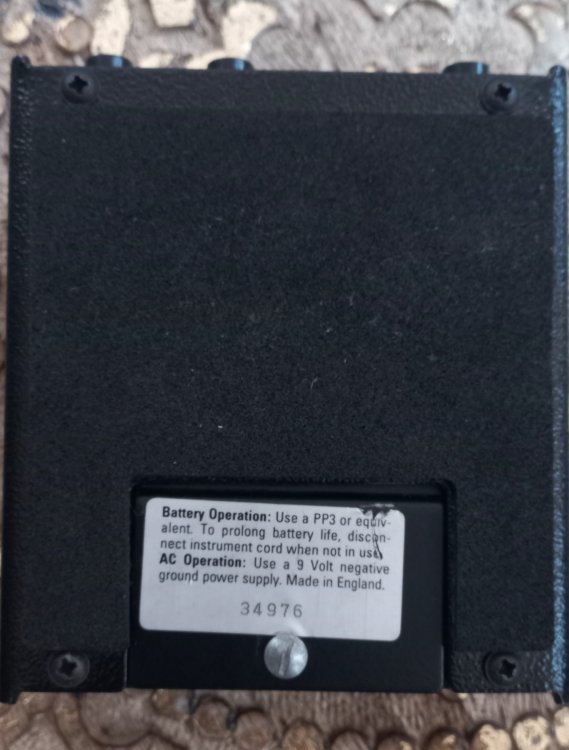 Battery Operation: Use a PP3 or equiv-
alent. To prolong battery life, discon-
nect instrument cord when not in use.
AC Operation: Use a 9 Volt negative
ground power supply. Made in England.
34976